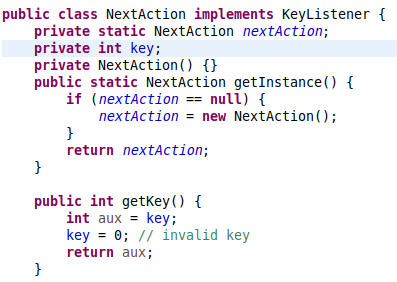 public class NextAction implements KeyListener {
    private static NextAction nextAction;
    private int key;
    private NextAction() {}
    public static NextAction getInstance() {
        if (nextAction == null) {
            nextAction = new NextAction();
        }
        return nextAction;
    }

    public int getKey() {
        int aux = key;
        key = 0; // invalid key
        return aux;
    }